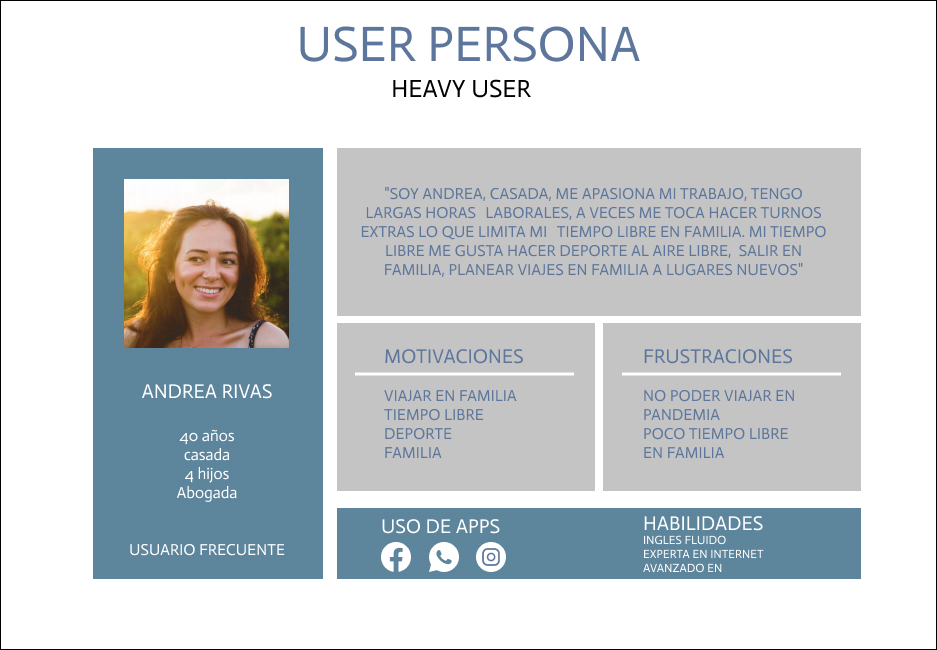 USER PERSONA
HEAVY USER
ANDREA RIVAS
40 años
casada
4 hijos
Abogada
USUARIO FRECUENTE
"SOY ANDREA, CASADA, ME APASIONA MI TRABAJO, TENGO
LARGAS HORAS LABORALES, A VECES ME TOCA HACER TURNOS
EXTRAS LO QUE LIMITA MI TIEMPO LIBRE EN FAMILIA. MI TIEMPO
LIBRE ME GUSTA HACER DEPORTE AL AIRE LIBRE, SALIR EN
FAMILIA, PLANEAR VIAJES EN FAMILIA A LUGARES NUEVOS"
MOTIVACIONES
VIAJAR EN FAMILIA
TIEMPO LIBRE
DEPORTE
FAMILIA
FRUSTRACIONES
NO PODER VIAJAR EN
PANDEMIA
POCO TIEMPO LIBRE
EN FAMILIA
USO DE APPS
HABILIDADES
INGLES FLUIDO
EXPERTA EN INTERNET
AVANZADO EN